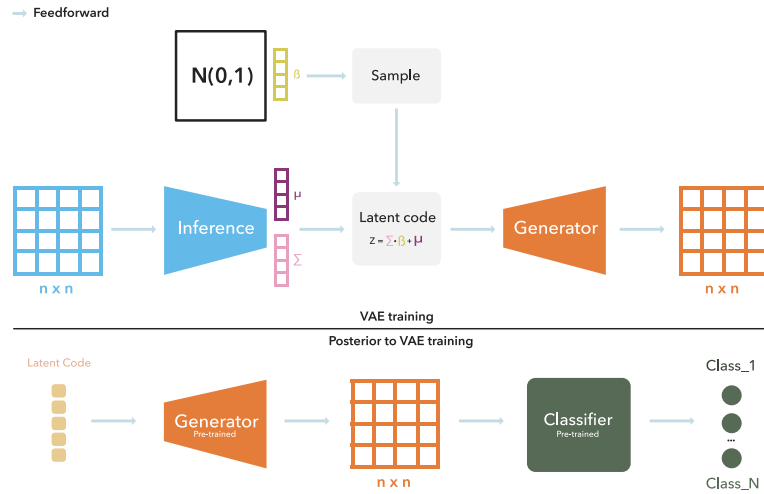 Feedforward
N(0,1)
ß
Sample
μ
Inference
Σ
Latent code
z = Σ·β+μ
Generator
n x n
n x n
VAE training
Posterior to VAE training
Latent Code
Generator
Pre-trained
n x n
Classifier
Pre-trained
Class_1
...
Class_N